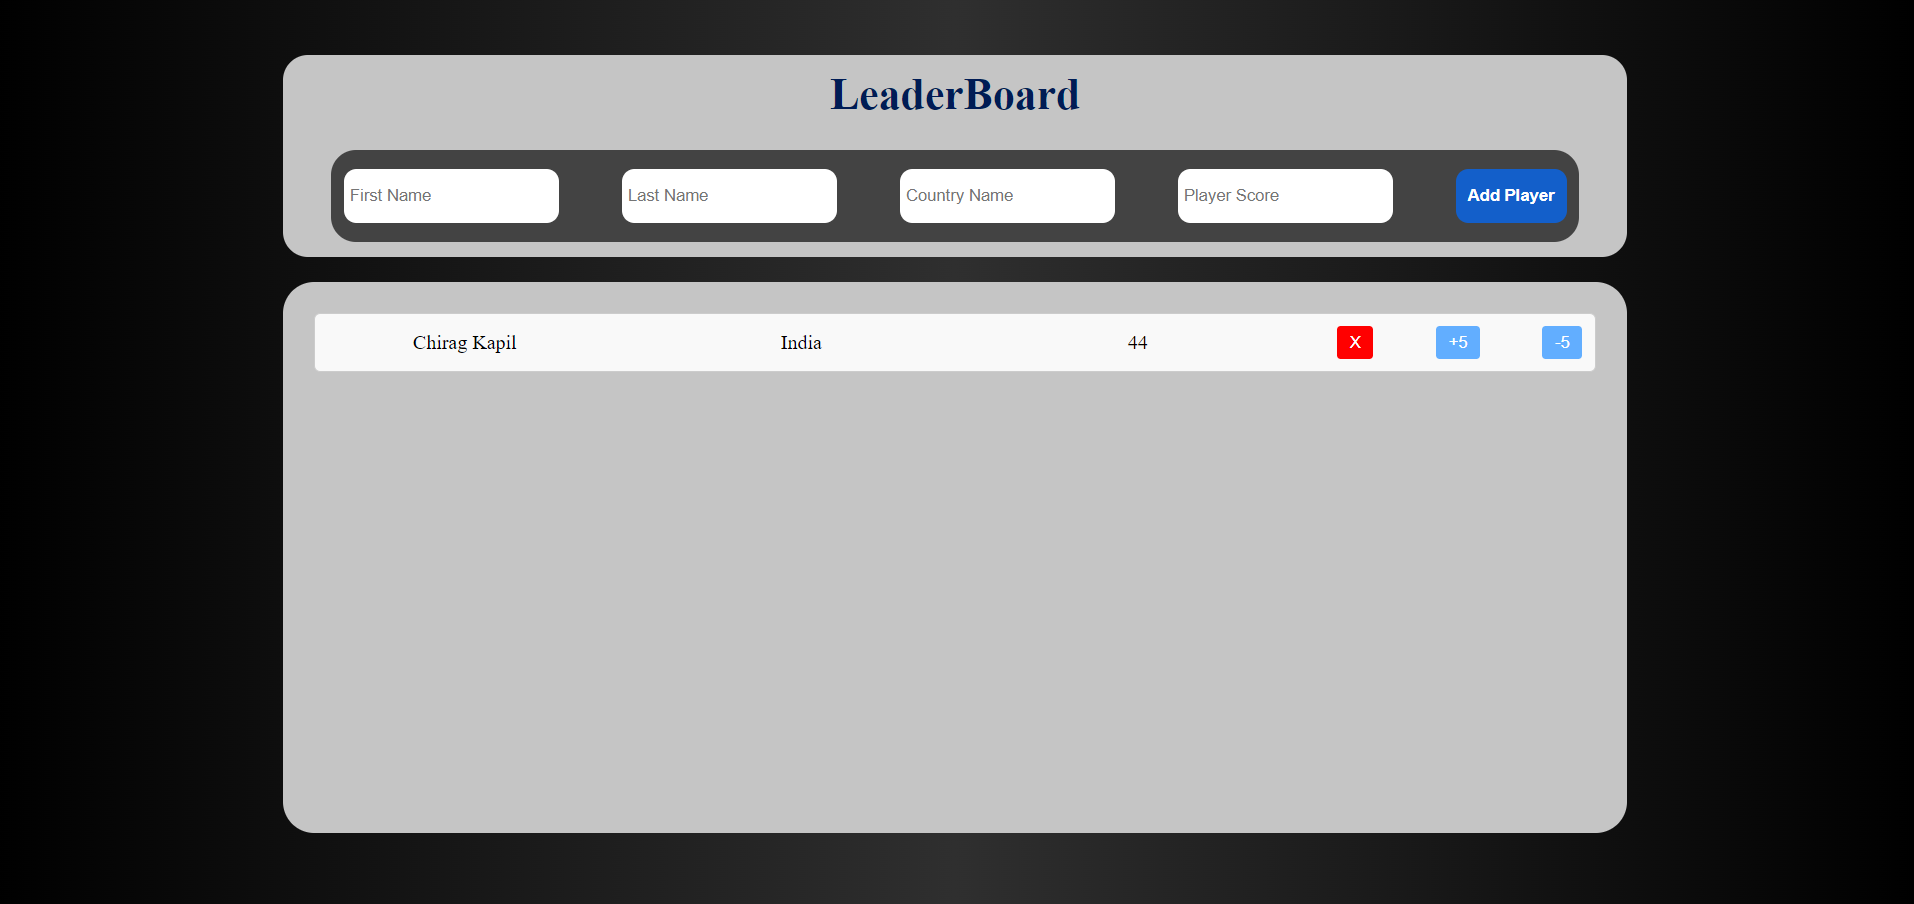 LeaderBoard
First Name Last Name Country Name Player Score Add Player
Chirag Kapil India 44 X +5 -5